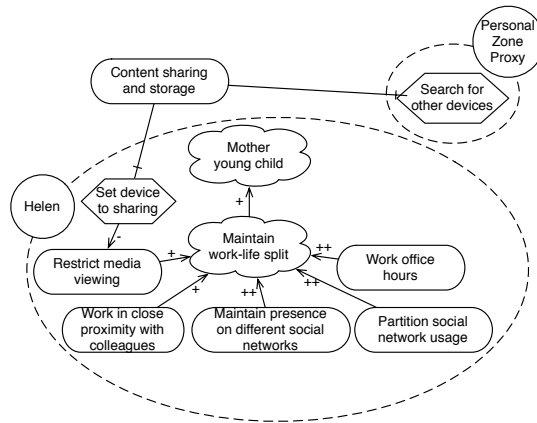 Personal
Zone
Proxy
Content sharing
and storage
Search for
other devices
Mother
young child
+
Helen
Set device
to sharing
-
Maintain
work-life split
Restrict media
viewing
+
++
Work office
hours
+
++
++
Work in close
proximity with
colleagues
Maintain presence
on different social
networks
Partition social
network usage